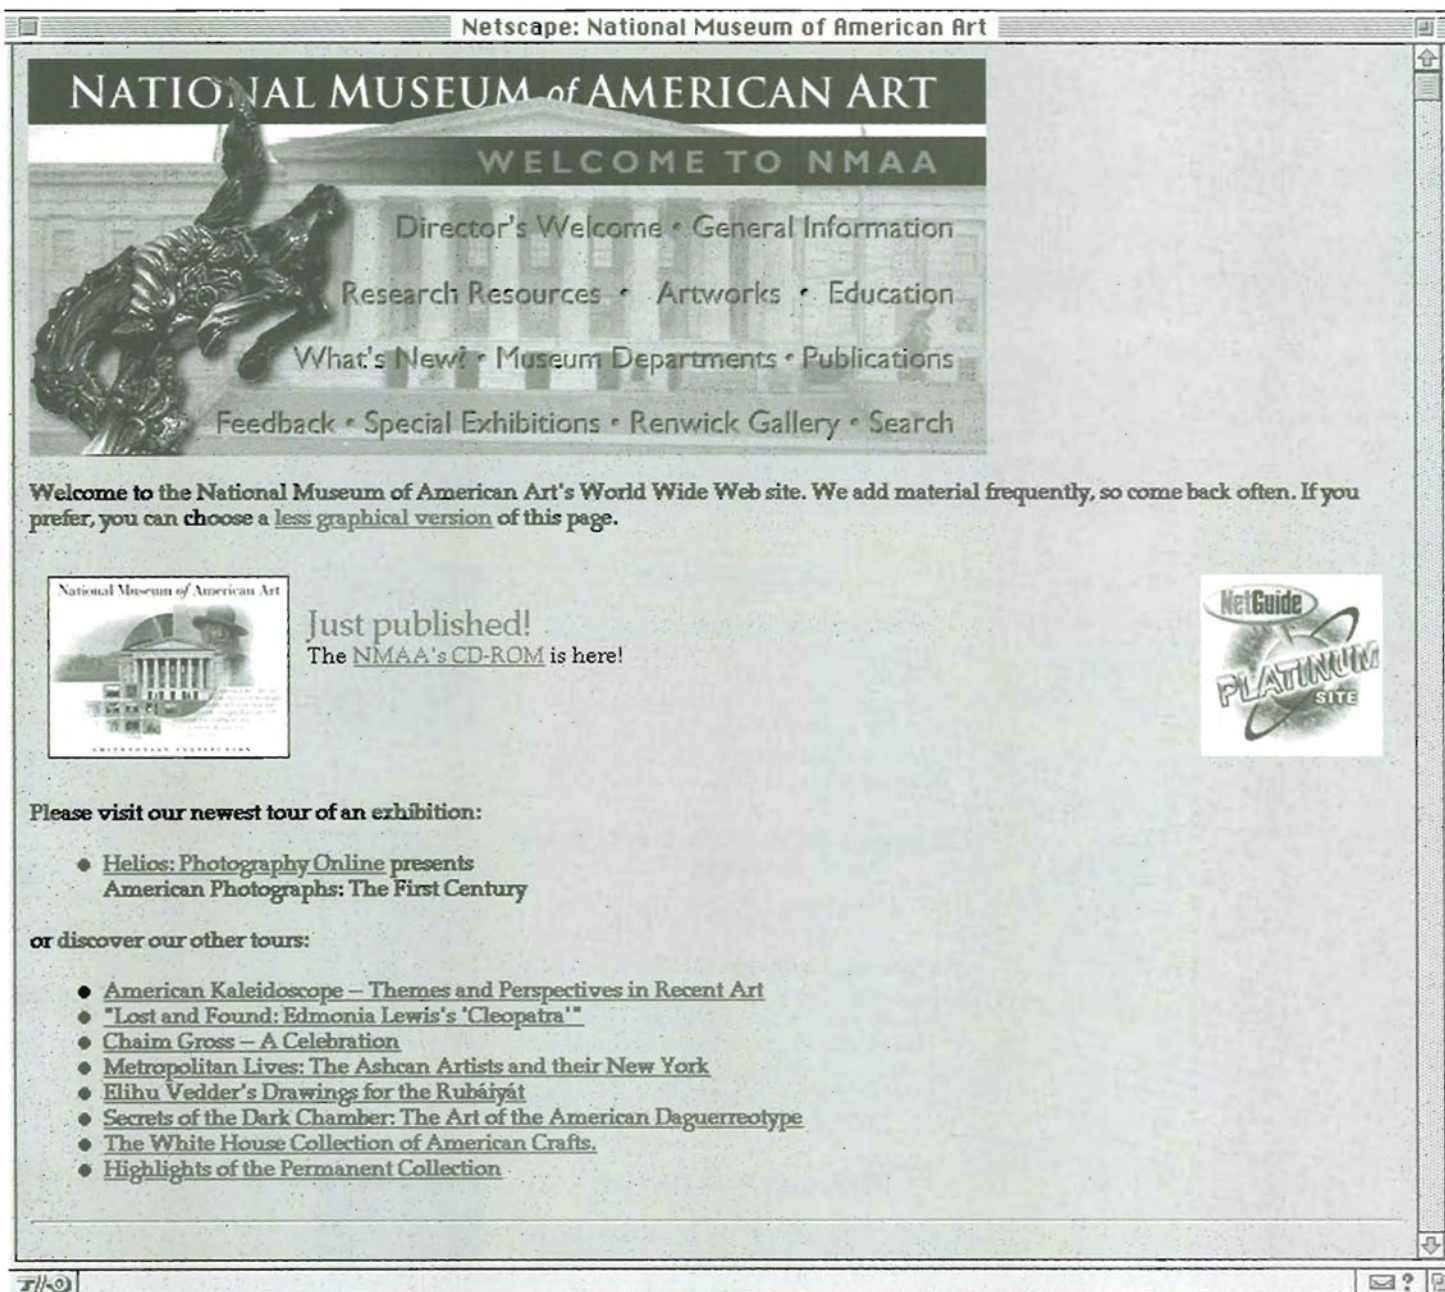 Netscape: National Museum of American Art
NATIONAL MUSEUM of AMERICAN ART
WELCOME TO NMAA
Director's Welcome • General Information
Research Resources • Artworks • Education
What's New? • Museum Departments • Publications
Feedback • Special Exhibitions • Renwick Gallery • Search
Welcome to the National Museum of American Art's World Wide Web site. We add material frequently, so come back often. If you
prefer, you can choose a less graphical version of this page.
National Museum of American Art
SMITHSONIAN INSTITUTION
Just published!
The NMAA's CD-ROM is here!
NetGuide
PLATINUM
SITE
Please visit our newest tour of an exhibition:
• Helios: Photography Online presents
American Photographs: The First Century
or discover our other tours:
• American Kaleidoscope – Themes and Perspectives in Recent Art
• "Lost and Found: Edmonia Lewis's 'Cleopatra'"
• Chaim Gross – A Celebration
• Metropolitan Lives: The Ashcan Artists and their New York
• Elihu Vedder's Drawings for the Rubáiyát
• Secrets of the Dark Chamber: The Art of the American Daguerreotype
• The White House Collection of American Crafts.
• Highlights of the Permanent Collection
?